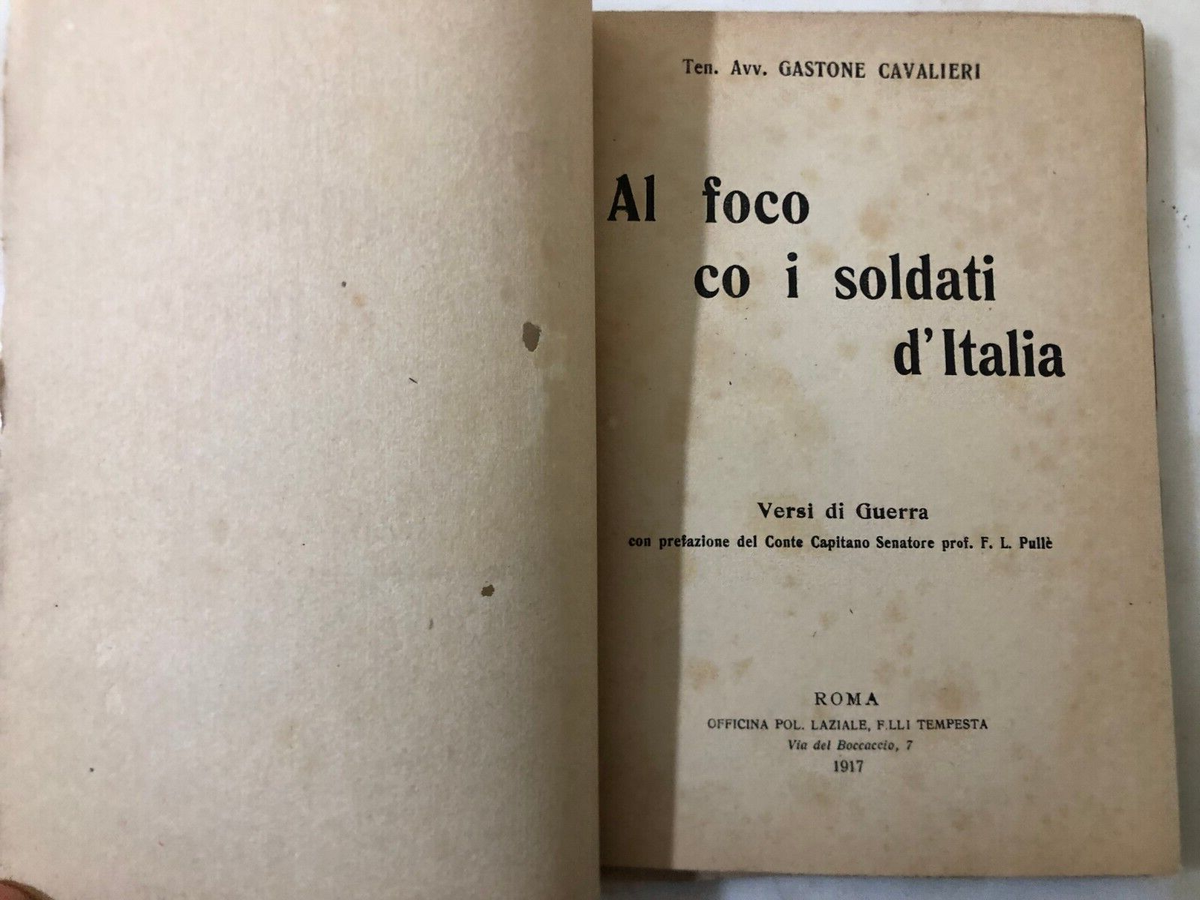 Ten. Avv. GASTONE CAVALIERI
Al foco
co i soldati
d'Italia
Versi di Guerra
con prefazione del Conte Capitano Senatore prof. F. L. Pullè
ROMA
OFFICINA POL. LAZIALE, F.LLI TEMPESTA
Via del Boccaccio, 7
1917